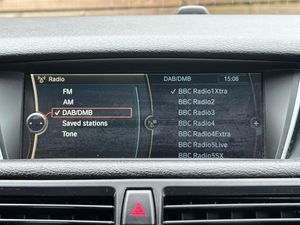 Radio
FM
AM
DAB/DMB
Saved stations
Tone
DAB/DMB 15:08
BBC Radio1Xtra
BBC Radio2
BBC Radio3
BBC Radio4
BBC Radio4Extra
BBC Radio5Live
BBC Radio5SX